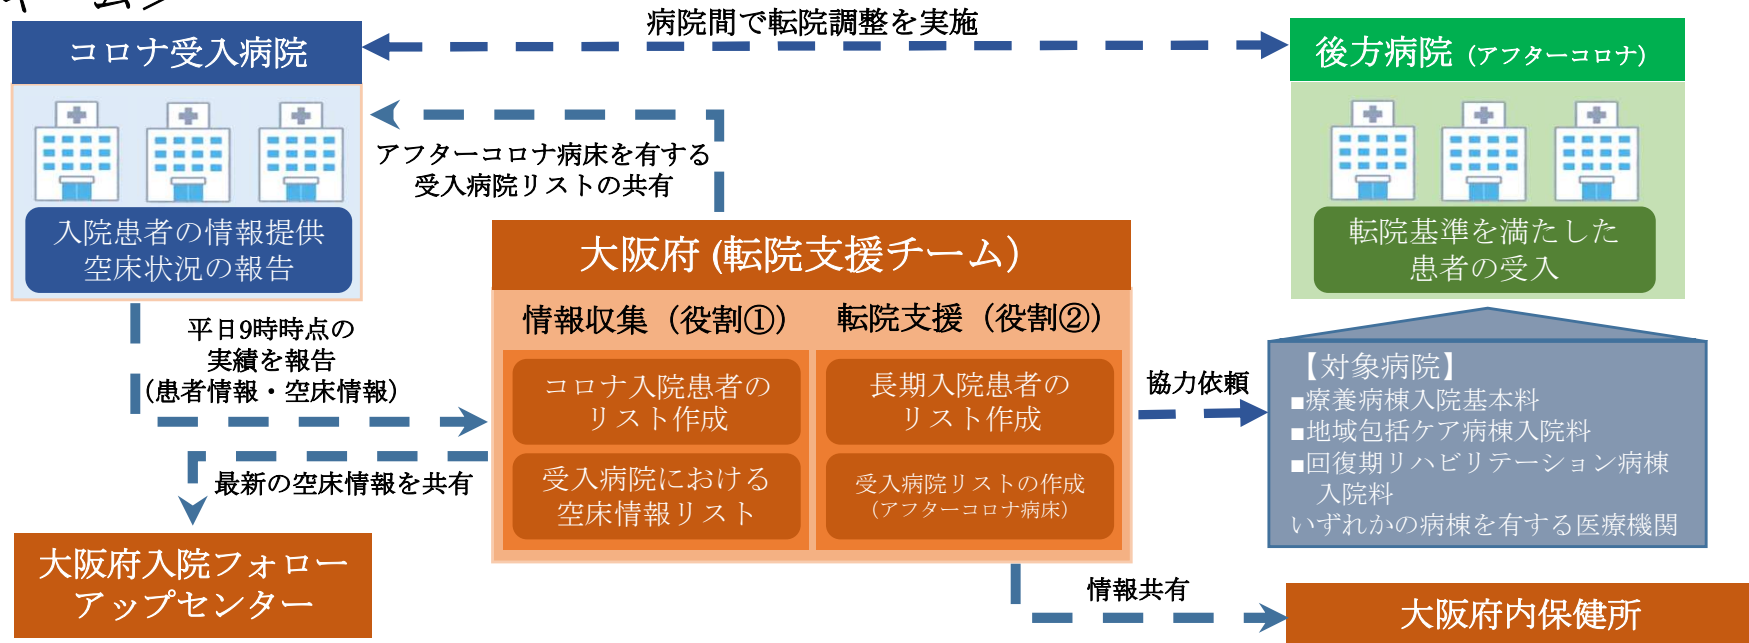 病院間で転院調整を実施
コロナ受入病院
入院患者の情報提供
空床状況の報告
後方病院（アフターコロナ）
転院基準を満たした
患者の受入
アフターコロナ病床を有する
受入病院リストの共有
大阪府（転院支援チーム）
情報収集（役割①）
コロナ入院患者の
リスト作成
受入病院における
空床情報リスト
転院支援（役割②）
長期入院患者の
リスト作成
受入病院リストの作成
（アフターコロナ病床）
平日9時時点の
実績を報告
（患者情報・空床情報）
最新の空床情報を共有
大阪府入院フォロー
アップセンター
協力依頼
【対象病院】
■療養病棟入院基本料
■地域包括ケア病棟入院料
■回復期リハビリテーション病棟
入院料
いずれかの病棟を有する医療機関
情報共有
大阪府内保健所